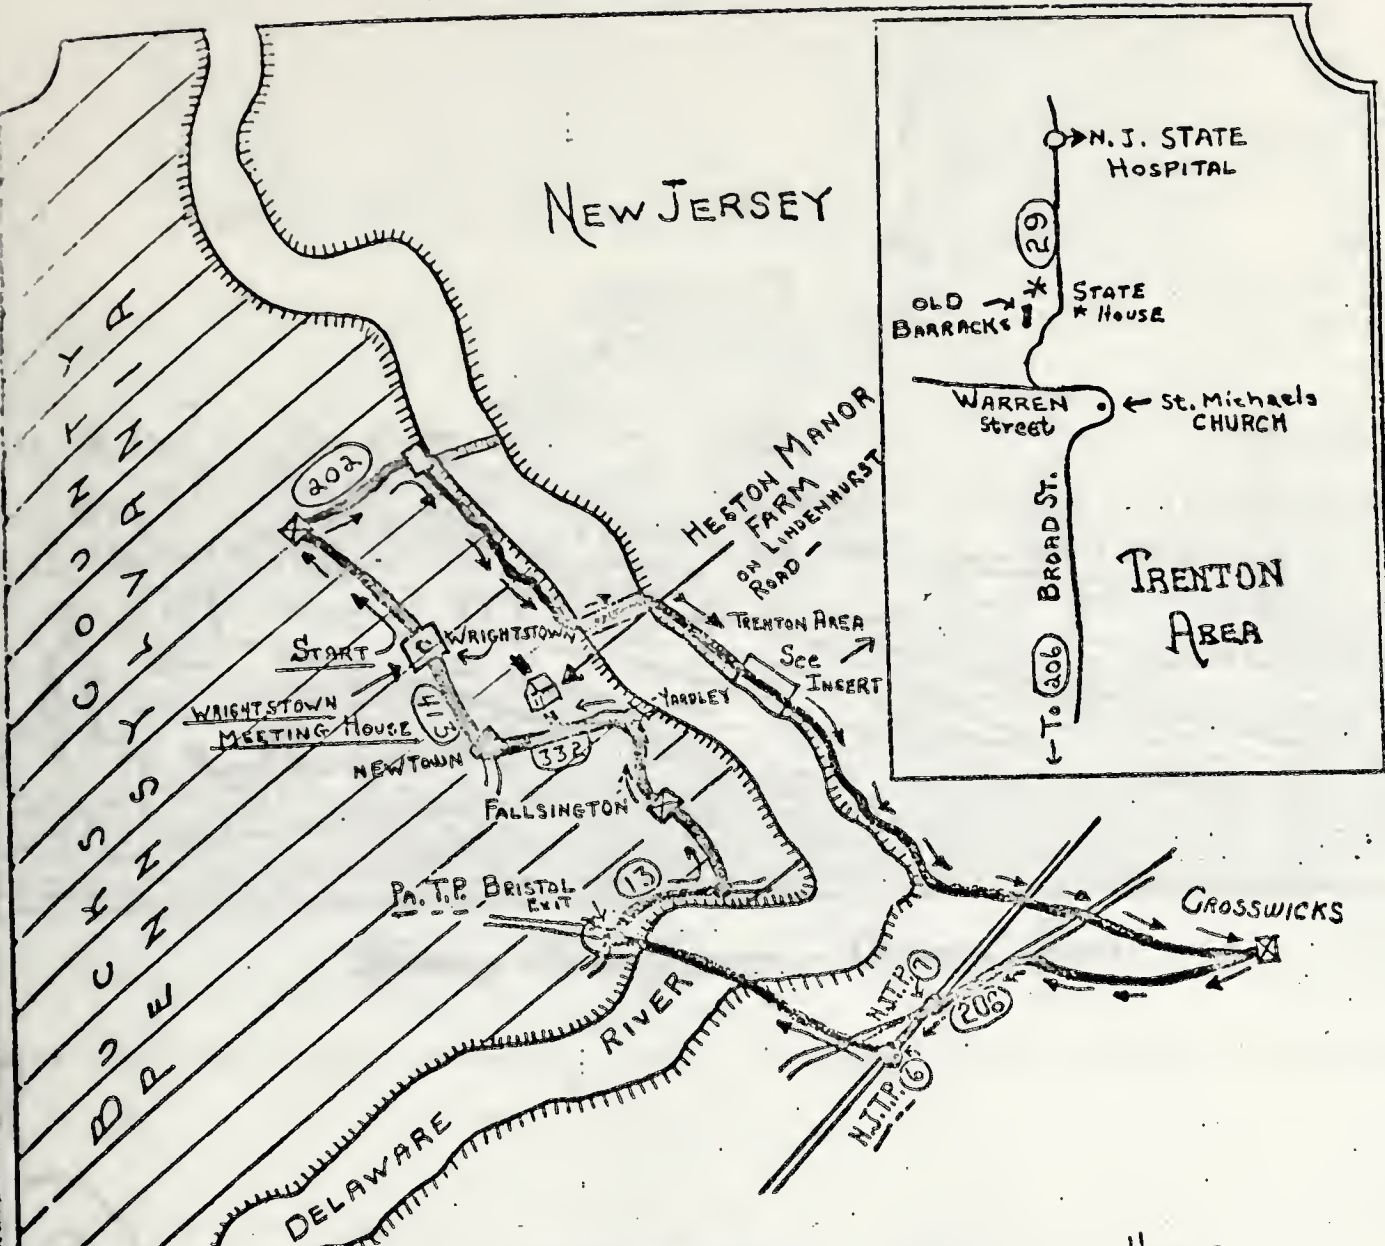 NEW JERSEY
N.J. STATE
HOSPITAL
29
OLD
BARRACKS
STATE
* HOUSE
WARREN
Street
St. Michaels
CHURCH
BROAD ST.
TO 206
TRENTON
AREA
BUCKS COUNTY
PENNSYLVANIA
202
HESTON MANOR
FARM
ON LINDENHURST
ROAD
TRENTON AREA
See
INSERT
START
WRIGHTSTOWN
WRIGHTSTOWN
MEETING HOUSE
413
NEWTOWN
332
YARDLEY
FALLSINGTON
PA. T.P. BRISTOL
EXIT
13
CROSSWICKS
N.J.T.P. 7
206
N.J.T.P. 6
DELAWARE RIVER